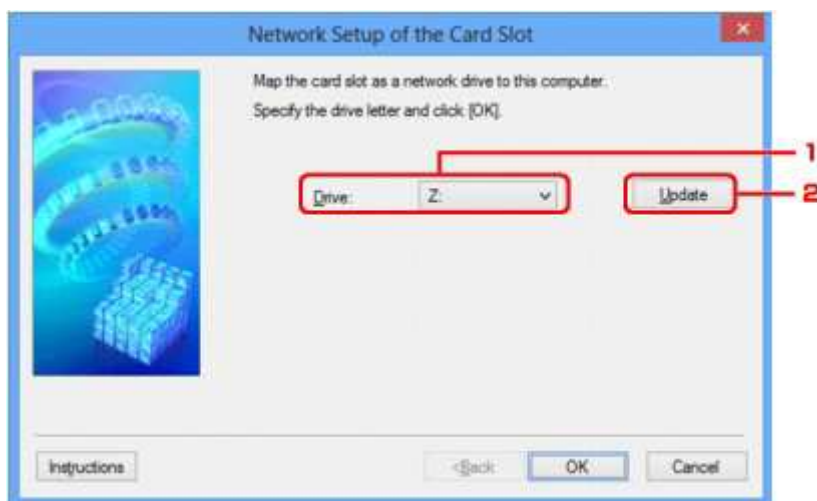 Network Setup of the Card Slot
Map the card slot as a network drive to this computer.
Specify the drive letter and click [OK].
1
Drive: Z: Update
2
Instructions <Back OK Cancel